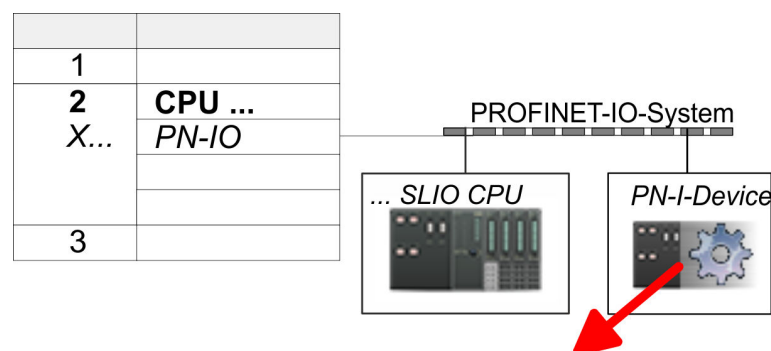 1
2 CPU ...
X... PN-IO
3
PROFINET-IO-System
... SLIO CPU
PN-I-Device